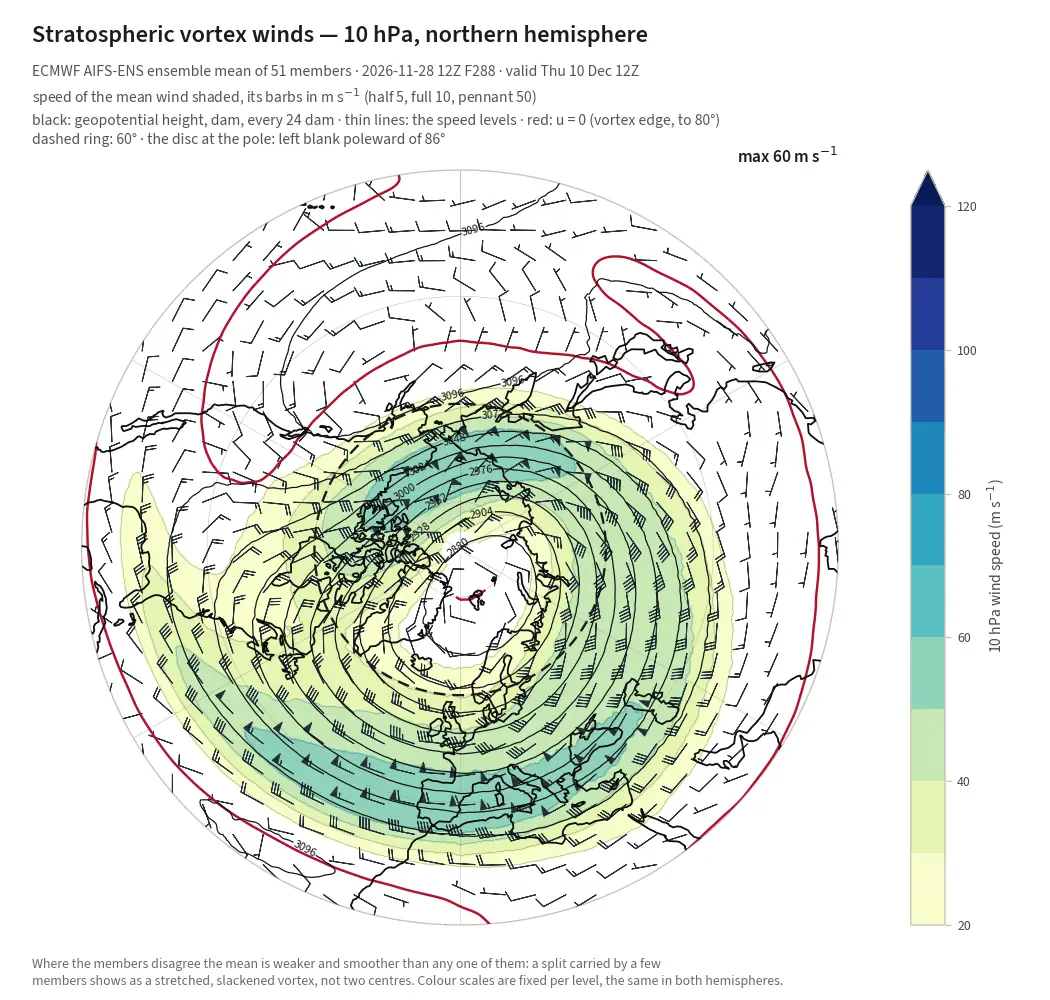 Stratospheric vortex winds — 10 hPa, northern hemisphere
ECMWF AIFS-ENS ensemble mean of 51 members · 2026-11-28 12Z F288 · valid Thu 10 Dec 12Z
speed of the mean wind shaded, its barbs in m s⁻¹ (half 5, full 10, pennant 50)
black: geopotential height, dam, every 24 dam · thin lines: the speed levels · red: u = 0 (vortex edge, to 80°)
dashed ring: 60° · the disc at the pole: left blank poleward of 86°
max 60 m s⁻¹
120
100
80
60
40
20
10 hPa wind speed (m s⁻¹)
3096
3096
3096
2976
3000
2904
2880
3096
Where the members disagree the mean is weaker and smoother than any one of them: a split carried by a few
members shows as a stretched, slackened vortex, not two centres. Colour scales are fixed per level, the same in both hemispheres.